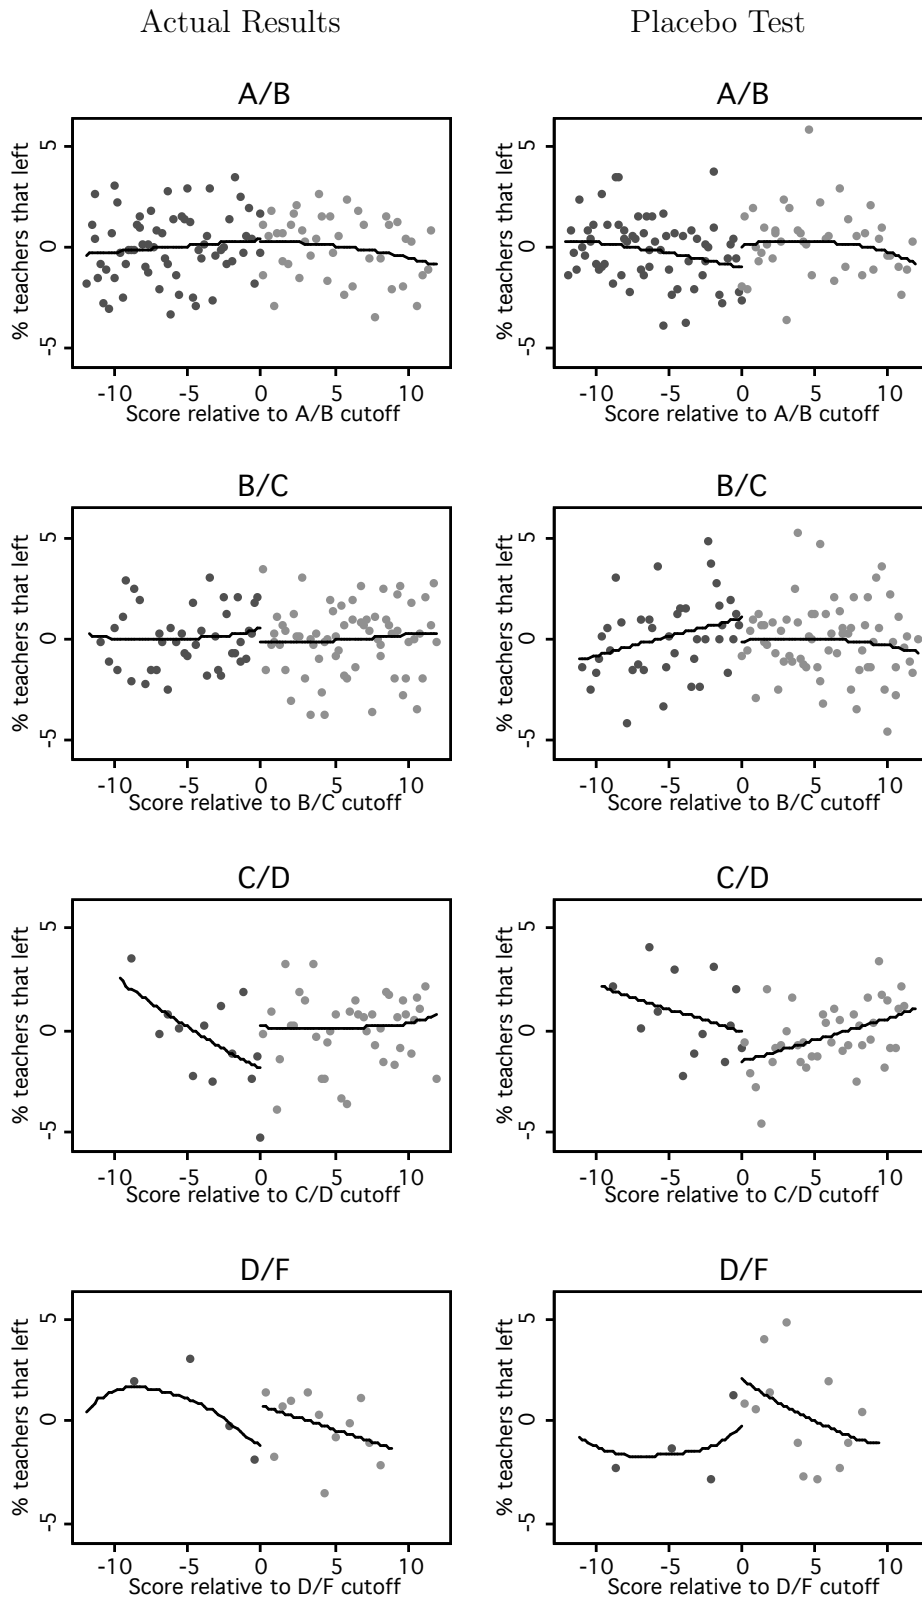 Actual Results Placebo Test
A/B A/B
% teachers that left
5
0
-5
-10 -5 0 5 10
Score relative to A/B cutoff
% teachers that left
5
0
-5
-10 -5 0 5 10
Score relative to A/B cutoff
B/C B/C
% teachers that left
5
0
-5
-10 -5 0 5 10
Score relative to B/C cutoff
% teachers that left
5
0
-5
-10 -5 0 5 10
Score relative to B/C cutoff
C/D C/D
% teachers that left
5
0
-5
-10 -5 0 5 10
Score relative to C/D cutoff
% teachers that left
5
0
-5
-10 -5 0 5 10
Score relative to C/D cutoff
D/F D/F
% teachers that left
5
0
-5
-10 -5 0 5 10
Score relative to D/F cutoff
% teachers that left
5
0
-5
-10 -5 0 5 10
Score relative to D/F cutoff